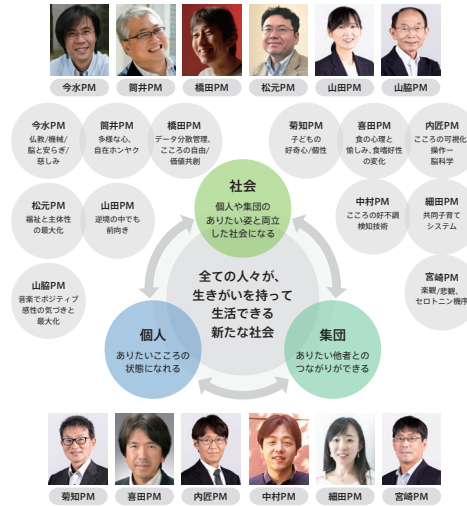 今水PM
筒井PM
橋田PM
松元PM
山田PM
山脇PM
今水PM
仏教/機械/
脳と安らぎ/
慈しみ
筒井PM
多様な心、
自在ホンヤク
橋田PM
データ分散管理、
こころの自由/
価値共創
菊知PM
子どもの
好奇心/個性
喜田PM
食の心理と
愉しみ、食嗜好性
の変化
内匠PM
こころの可視化
操作ー
脳科学
松元PM
福祉と主体性
の最大化
山田PM
逆境の中でも
前向き
中村PM
こころの好不調
検知技術
細田PM
共同子育て
システム
山脇PM
音楽でポジティブ
感性の気づきと
最大化
宮崎PM
楽観/悲観、
セロトニン機序
社会
個人や集団の
ありたい姿と両立
した社会になる
全ての人々が、
生きがいを持って
生活できる
新たな社会
個人
ありたいこころの
状態になれる
集団
ありたい他者との
つながりができる
菊知PM
喜田PM
内匠PM
中村PM
細田PM
宮崎PM